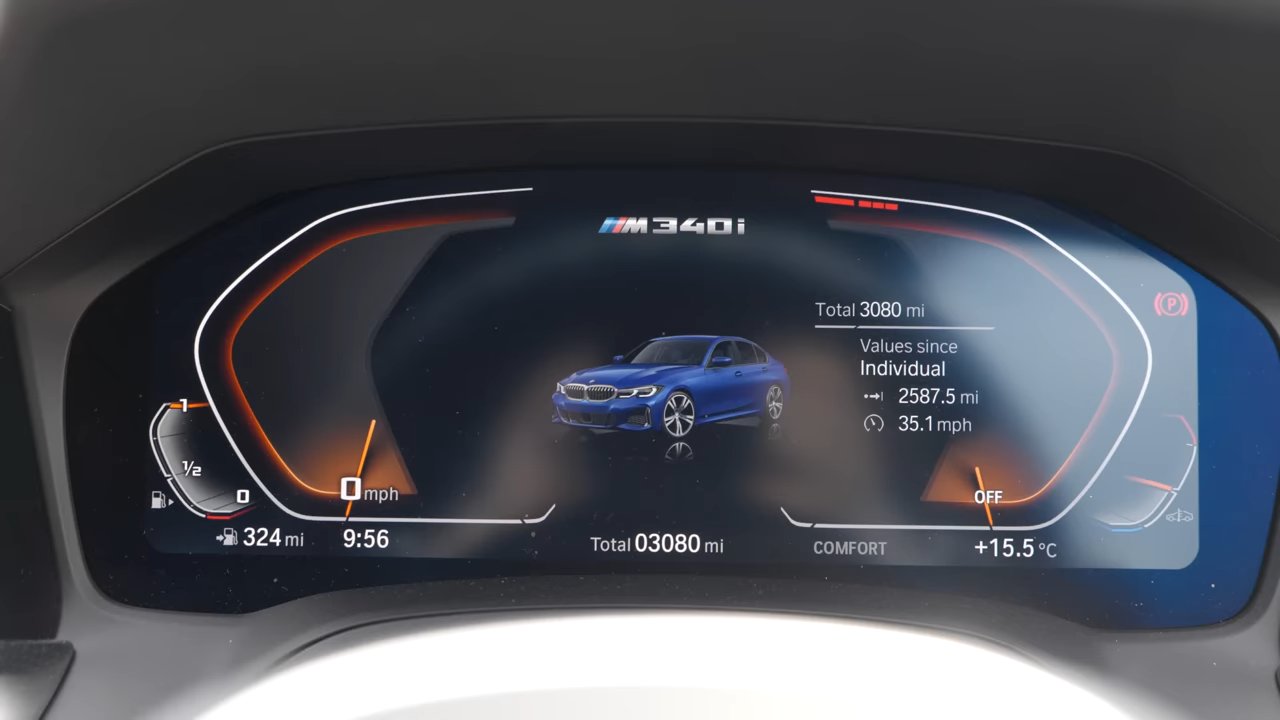 M340i
Total 3080 mi
Values since
Individual
2587.5 mi
35.1 mph
P
1
1/2
0
0 mph
OFF
324 mi
9:56
Total 03080 mi
COMFORT
+15.5 °C